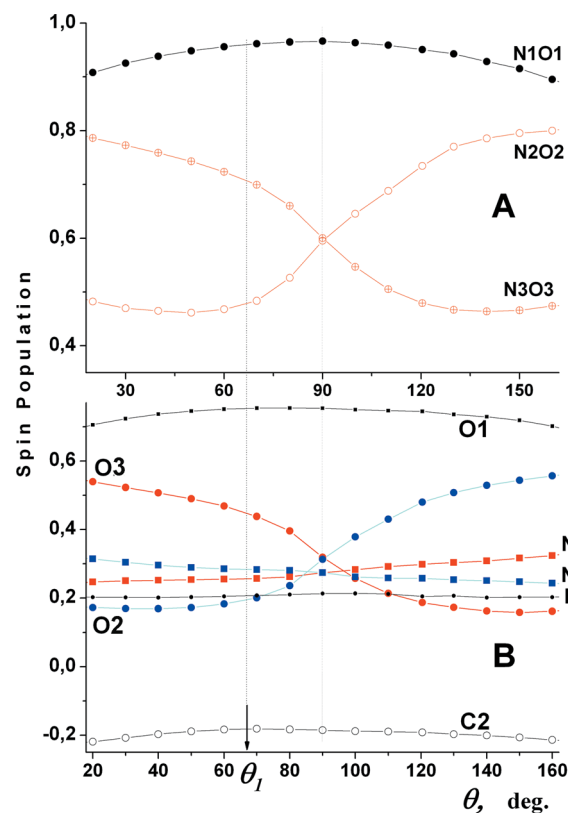 1,0
N1O1
0,8
N2O2
A
0,6
N3O3
0,4
30 60 90 120 150
Spin Population
O1
0,6
O3
0,4
N
N
0,2
O2
0,0
B
-0,2
C2
20 40 60 80 100 120 140 160
θ1
θ, deg.